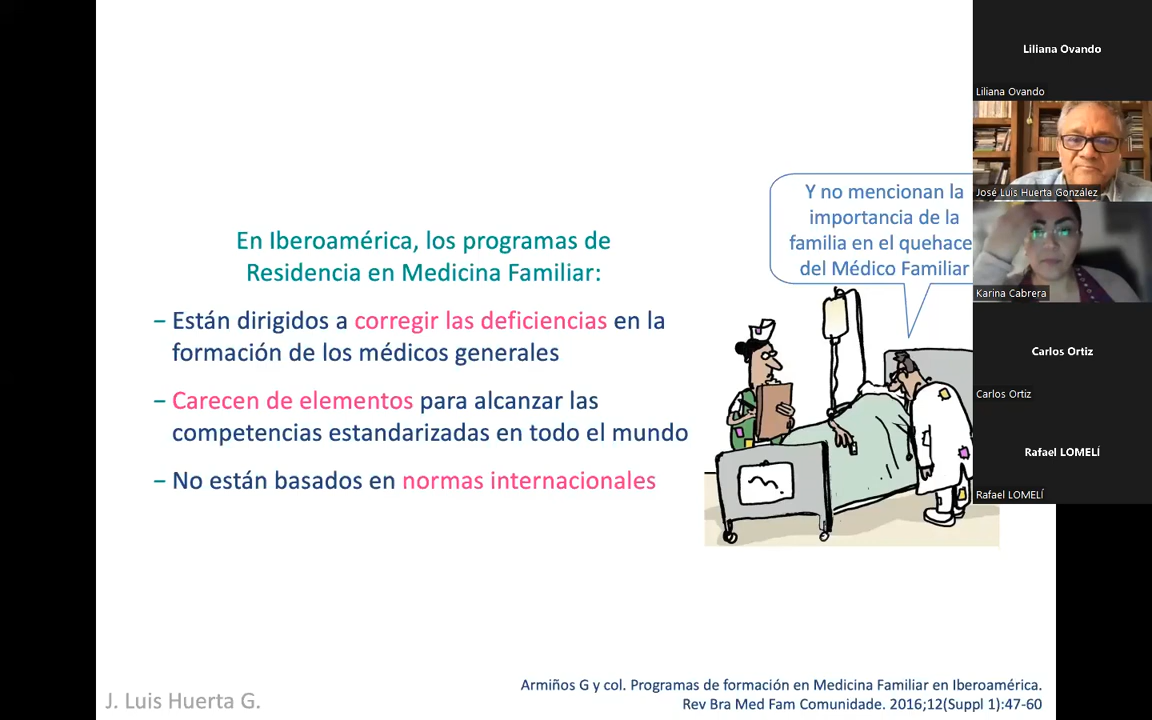 En Iberoamérica, los programas de
Residencia en Medicina Familiar:
– Están dirigidos a corregir las deficiencias en la
formación de los médicos generales
– Carecen de elementos para alcanzar las
competencias estandarizadas en todo el mundo
– No están basados en normas internacionales
Y no mencionan la
importancia de la
familia en el quehace
del Médico Familiar
Armiños G y col. Programas de formación en Medicina Familiar en Iberoamérica.
Rev Bra Med Fam Comunidade. 2016;12(Suppl 1):47-60
J. Luis Huerta G.
Liliana Ovando
Liliana Ovando
José Luis Huerta González
Karina Cabrera
Carlos Ortiz
Carlos Ortiz
Rafael LOMELÍ
Rafael LOMELÍ